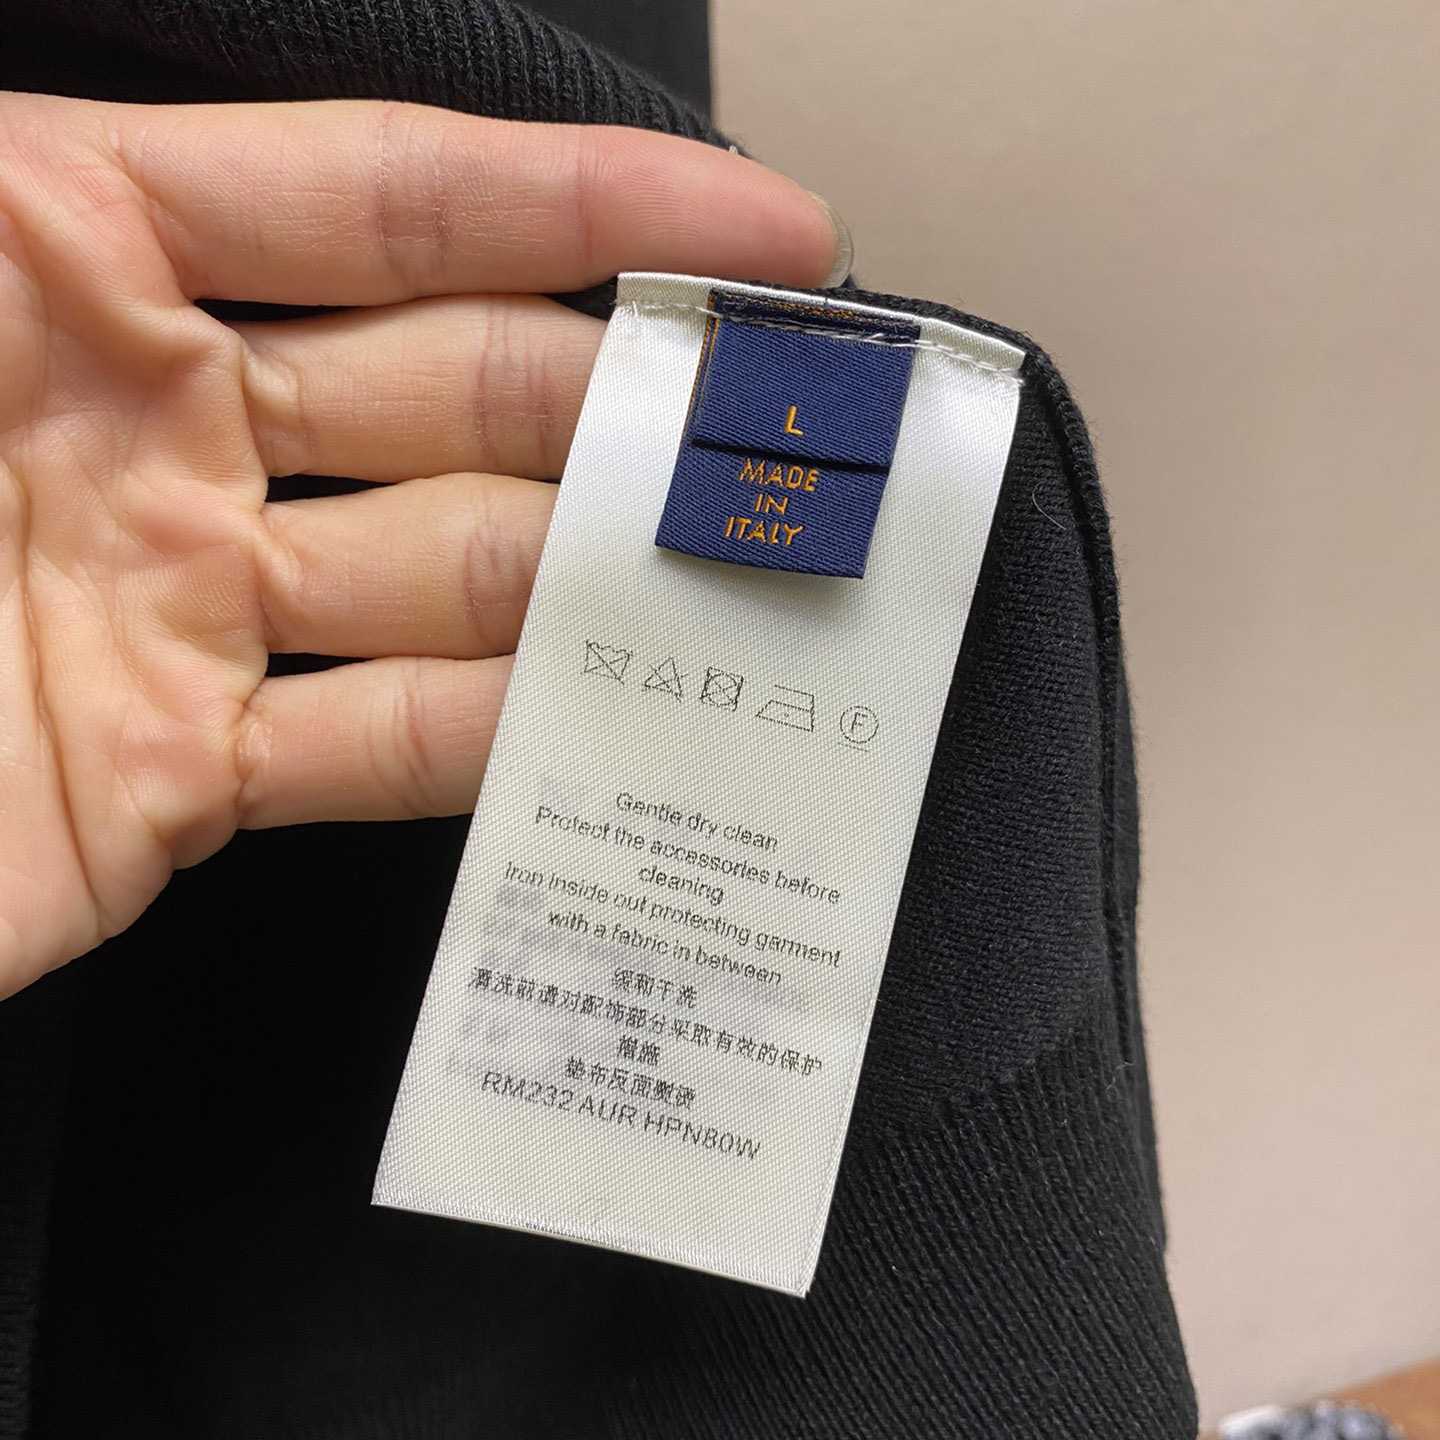 L
MADE
IN
ITALY
F
Gentle dry clean
Protect the accessories before
cleaning
Iron inside out protecting garment
with a fabric in between
缓和干洗
清洗前请对配饰部分采取有效的保护
措施
垫布反面熨烫
RM232 AUR HPN80W